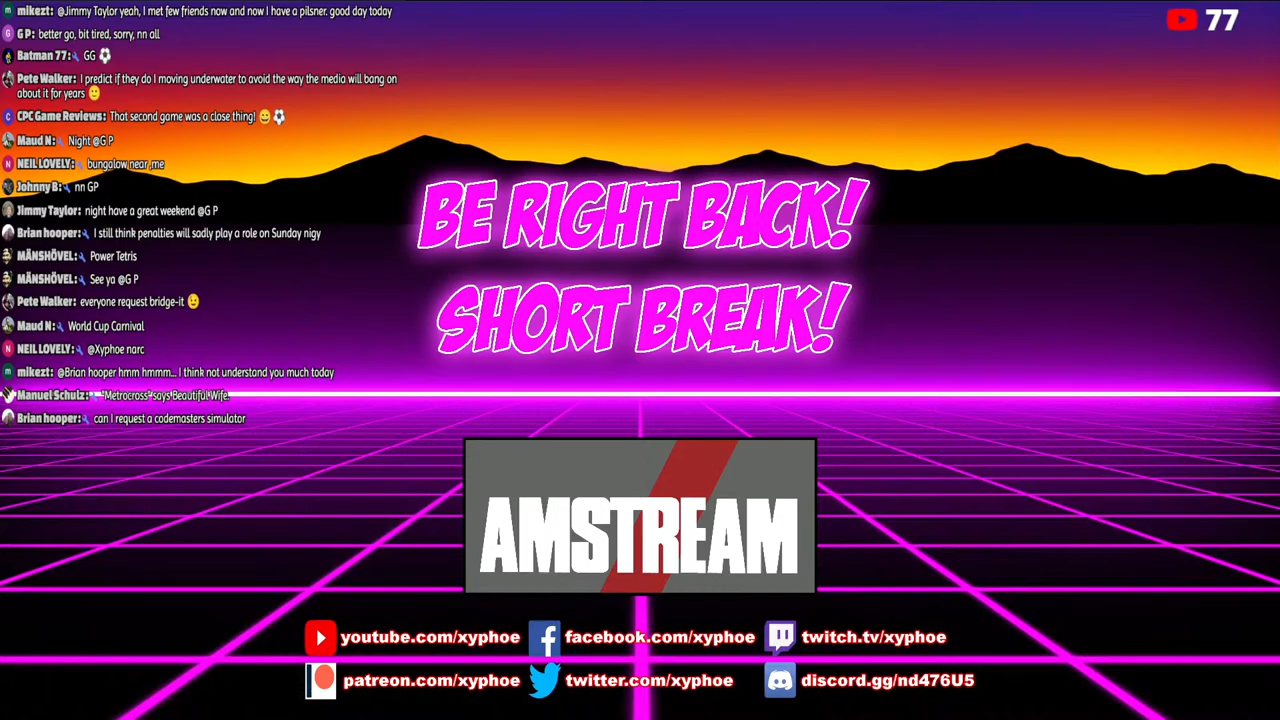 mikezt: @Jimmy Taylor yeah, I met few friends now and now I have a pilsner. good day today
G P: better go, bit tired, sorry, nn all
Batman 77: GG
Pete Walker: I predict if they do I moving underwater to avoid the way the media will bang on
about it for years
CPC Game Reviews: That second game was a close thing!
Maud N: Night @G P
NEIL LOVELY: bungalow near ,me
Johnny B: nn GP
Jimmy Taylor: night have a great weekend @G P
Brian hooper: I still think penalties will sadly play a role on Sunday nigy
MÄNSHÖVEL: Power Tetris
MÄNSHÖVEL: See ya @G P
Pete Walker: everyone request bridge-it
Maud N: World Cup Carnival
NEIL LOVELY: @Xyphoe narc
mikezt: @Brian hooper hmm hmmm... I think not understand you much today
Manuel Schulz: "Metrocross" says Beautiful Wife.
Brian hooper: can I request a codemasters simulator
77
BE RIGHT BACK!
SHORT BREAK!
AMSTREAM
youtube.com/xyphoe facebook.com/xyphoe twitch.tv/xyphoe
patreon.com/xyphoe twitter.com/xyphoe discord.gg/nd476U5